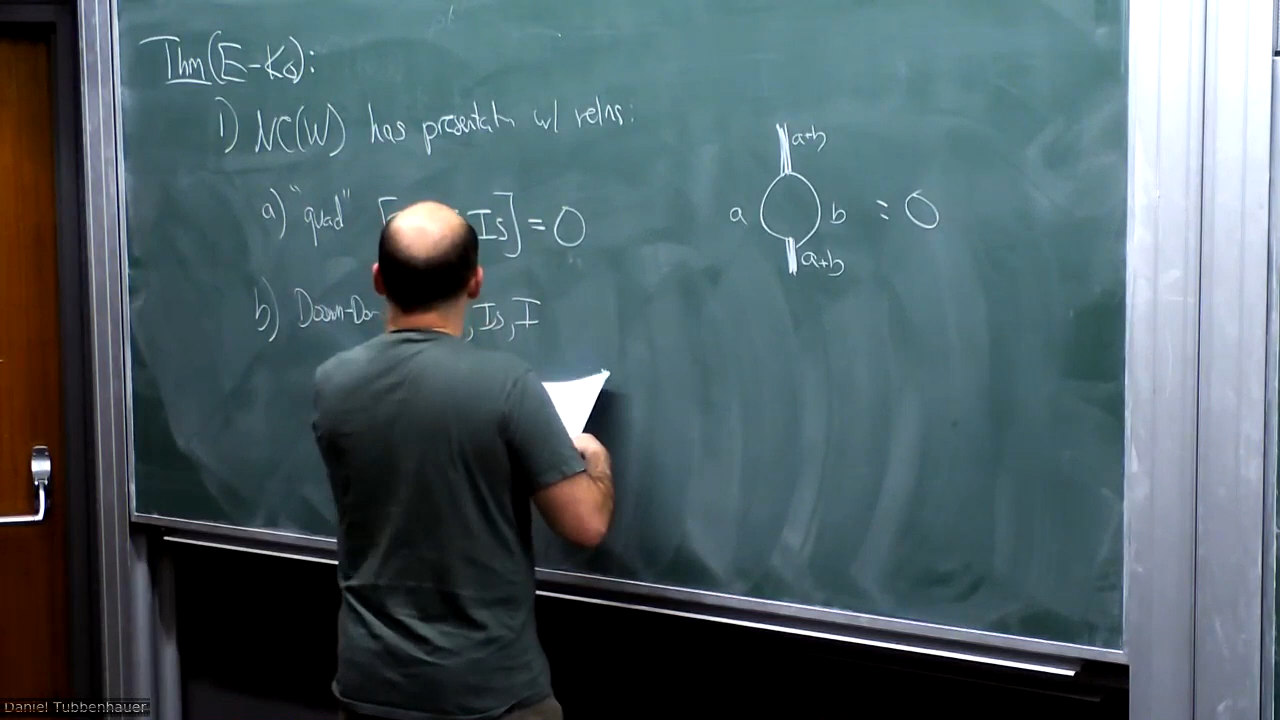 Thm (E-Ko):
1) NC(W) has presentatn w/ relns:
a) "quad" [ Is] = 0
b) , Is, I
a+b
a b = 0
a+b
Daniel Tubbenhauer